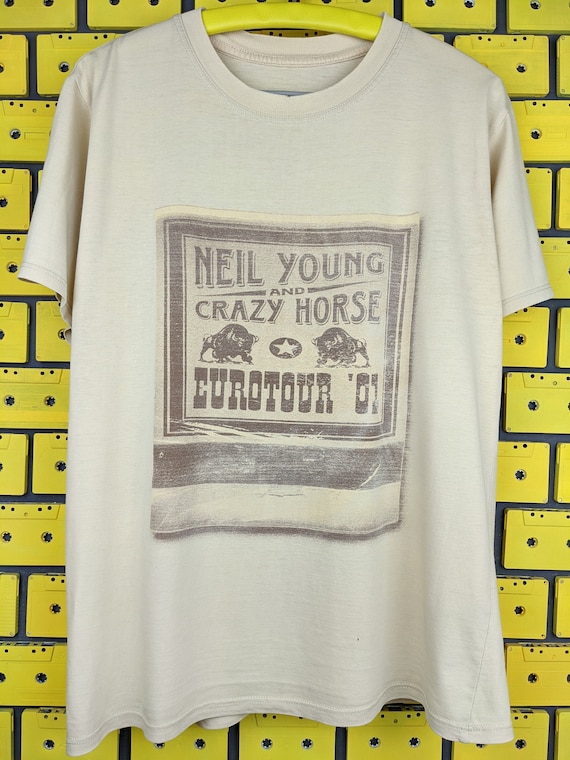 NEIL YOUNG
AND
CRAZY HORSE
EUROTOUR '01